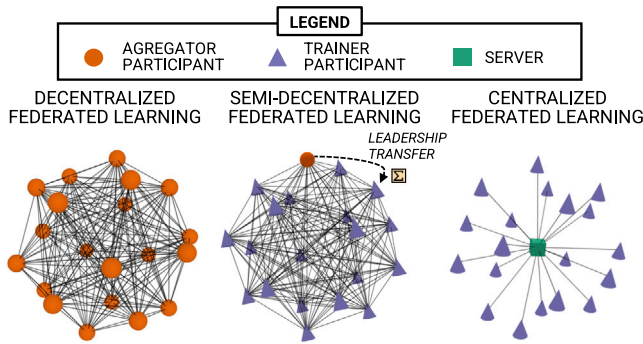 LEGEND
AGREGATOR
PARTICIPANT
TRAINER
PARTICIPANT
SERVER
DECENTRALIZED
FEDERATED LEARNING
SEMI-DECENTRALIZED
FEDERATED LEARNING
CENTRALIZED
FEDERATED LEARNING
LEADERSHIP
TRANSFER
Σ